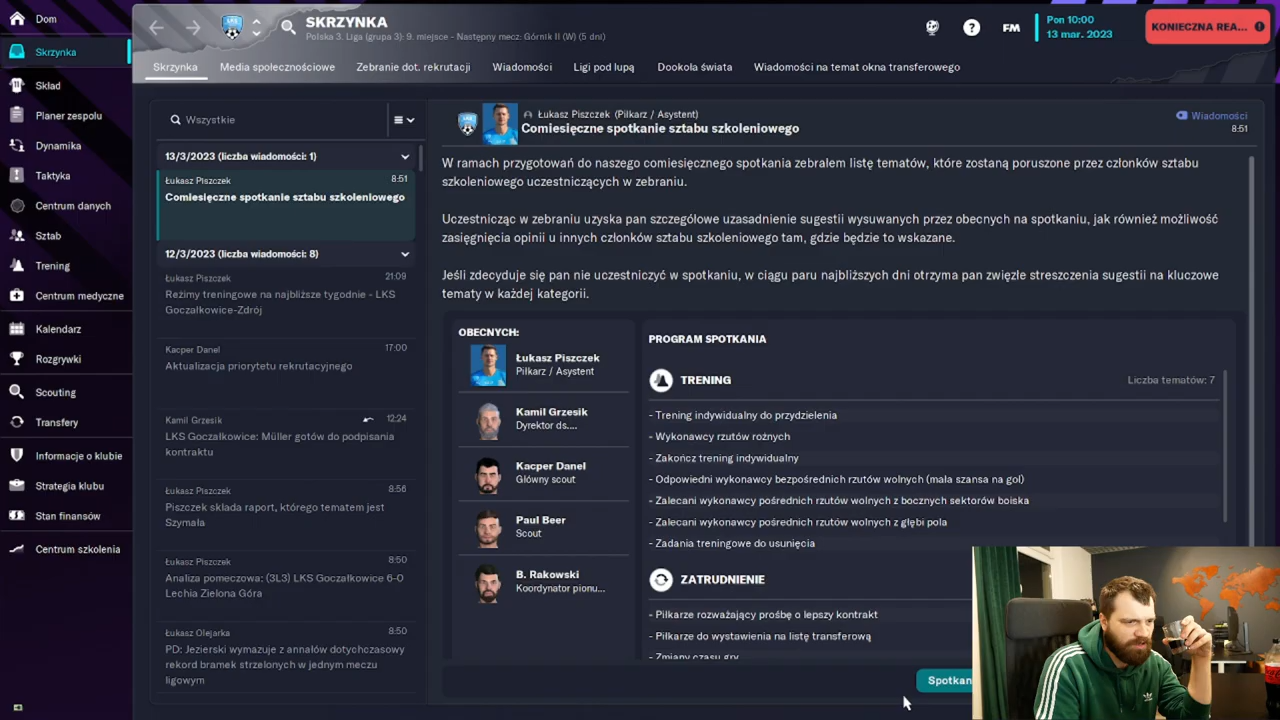 Dom
Skrzynka
Skład
Planer zespołu
Dynamika
Taktyka
Centrum danych
Sztab
Trening
Centrum medyczne
Kalendarz
Rozgrywki
Scouting
Transfery
Informacje o klubie
Strategia klubu
Stan finansów
Centrum szkolenia
SKRZYNKA
Polska 3. Liga (grupa 3): 9. miejsce - Następny mecz: Górnik II (W) (5 dni)
FM
Pon 10:00
13 mar. 2023
KONIECZNA REA...
Skrzynka
Media społecznościowe
Zebranie dot. rekrutacji
Wiadomości
Ligi pod lupą
Dookoła świata
Wiadomości na temat okna transferowego
Wszystkie
13/3/2023 (liczba wiadomości: 1)
Łukasz Piszczek 8:51
Comiesięczne spotkanie sztabu szkoleniowego
12/3/2023 (liczba wiadomości: 8)
Łukasz Piszczek 21:09
Reżimy treningowe na najbliższe tygodnie - LKS
Goczałkowice-Zdrój
Kacper Danel 17:00
Aktualizacja priorytetu rekrutacyjnego
Kamil Grzesik 12:24
LKS Goczałkowice: Müller gotów do podpisania
kontraktu
Łukasz Piszczek 8:56
Piszczek składa raport, którego tematem jest
Szymala
Łukasz Piszczek 8:50
Analiza pomeczowa: (3L3) LKS Goczałkowice 6-0
Lechia Zielona Góra
Łukasz Olejarka 8:50
PD: Jezierski wymazuje z annałów dotychczasowy
rekord bramek strzelonych w jednym meczu
ligowym
Łukasz Piszczek (Piłkarz / Asystent)
Comiesięczne spotkanie sztabu szkoleniowego
Wiadomości
8:51
W ramach przygotowań do naszego comiesięcznego spotkania zebrałem listę tematów, które zostaną poruszone przez członków sztabu
szkoleniowego uczestniczących w zebraniu.
Uczestnicząc w zebraniu uzyska pan szczegółowe uzasadnienie sugestii wysuwanych przez obecnych na spotkaniu, jak również możliwość
zasięgnięcia opinii u innych członków sztabu szkoleniowego tam, gdzie będzie to wskazane.
Jeśli zdecyduje się pan nie uczestniczyć w spotkaniu, w ciągu paru najbliższych dni otrzyma pan zwięzłe streszczenia sugestii na kluczowe
tematy w każdej kategorii.
OBECNYCH:
Łukasz Piszczek
Piłkarz / Asystent
Kamil Grzesik
Dyrektor ds....
Kacper Danel
Główny scout
Paul Beer
Scout
B. Rakowski
Koordynator pionu...
PROGRAM SPOTKANIA
TRENING
Liczba tematów: 7
- Trening indywidualny do przydzielenia
- Wykonawcy rzutów rożnych
- Zakończ trening indywidualny
- Odpowiedni wykonawcy bezpośrednich rzutów wolnych (mała szansa na gol)
- Zalecani wykonawcy pośrednich rzutów wolnych z bocznych sektorów boiska
- Zalecani wykonawcy pośrednich rzutów wolnych z głębi pola
- Zadania treningowe do usunięcia
ZATRUDNIENIE
- Piłkarze rozważający prośbę o lepszy kontrakt
- Piłkarze do wystawienia na listę transferową
- Zmiany czasu gry
Spotkan